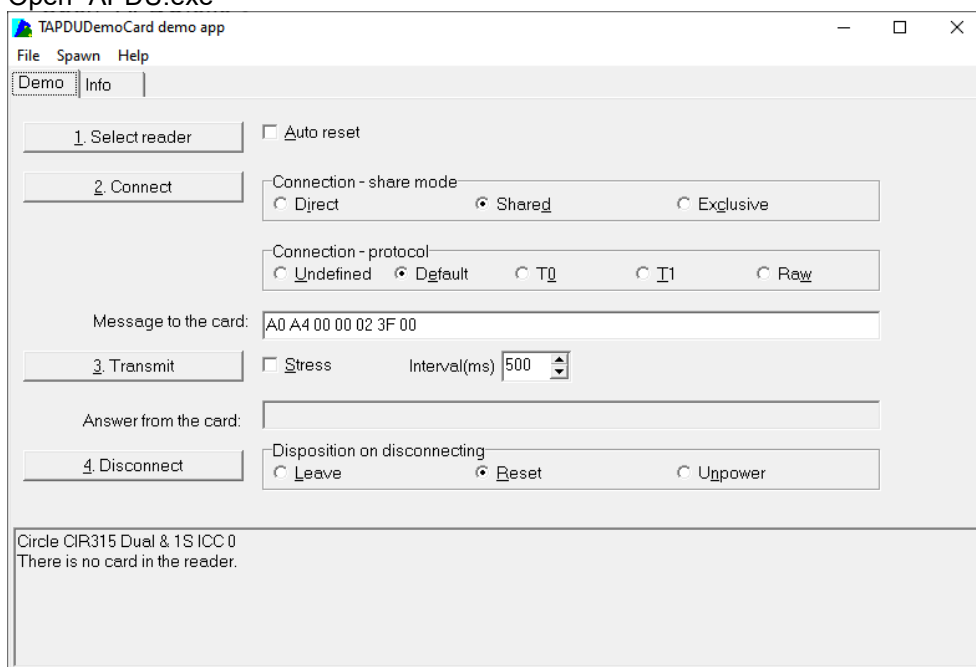 Open "APDU.exe"
TAPDUDemoCard demo app
File Spawn Help
Demo Info
1. Select reader Auto reset
2. Connect Connection - share mode
Direct Shared Exclusive
Connection - protocol
Undefined Default T0 T1 Raw
Message to the card: A0 A4 00 00 02 3F 00
3. Transmit Stress Interval(ms) 500
Answer from the card:
4. Disconnect Disposition on disconnecting
Leave Reset Unpower
Circle CIR315 Dual & 1S ICC 0
There is no card in the reader.